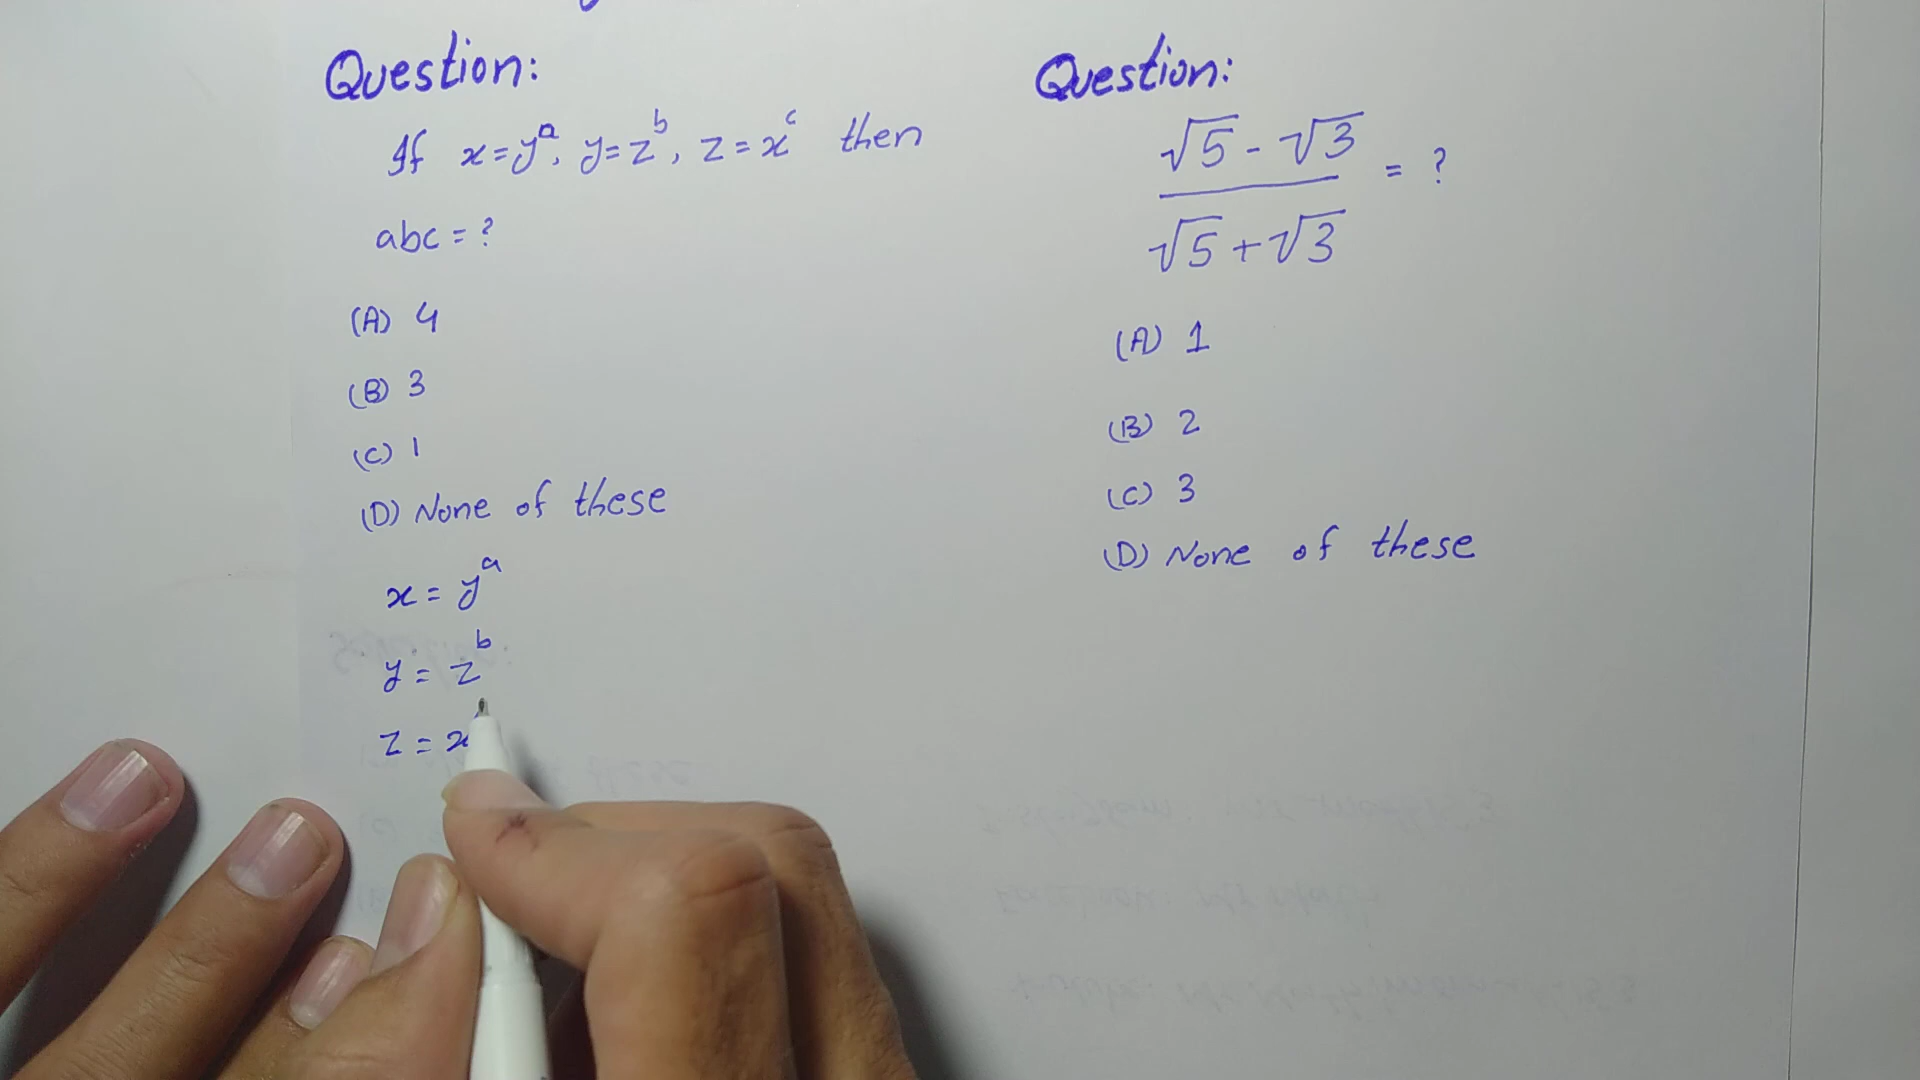 Question:
If x=y^a, y=z^b, z=x^c then
abc=?
(A) 4
(B) 3
(C) 1
(D) None of these
x = y^a
y = z^b
z = x
Question:
√5 - √3
/ √5 + √3 = ?
(A) 1
(B) 2
(C) 3
(D) None of these